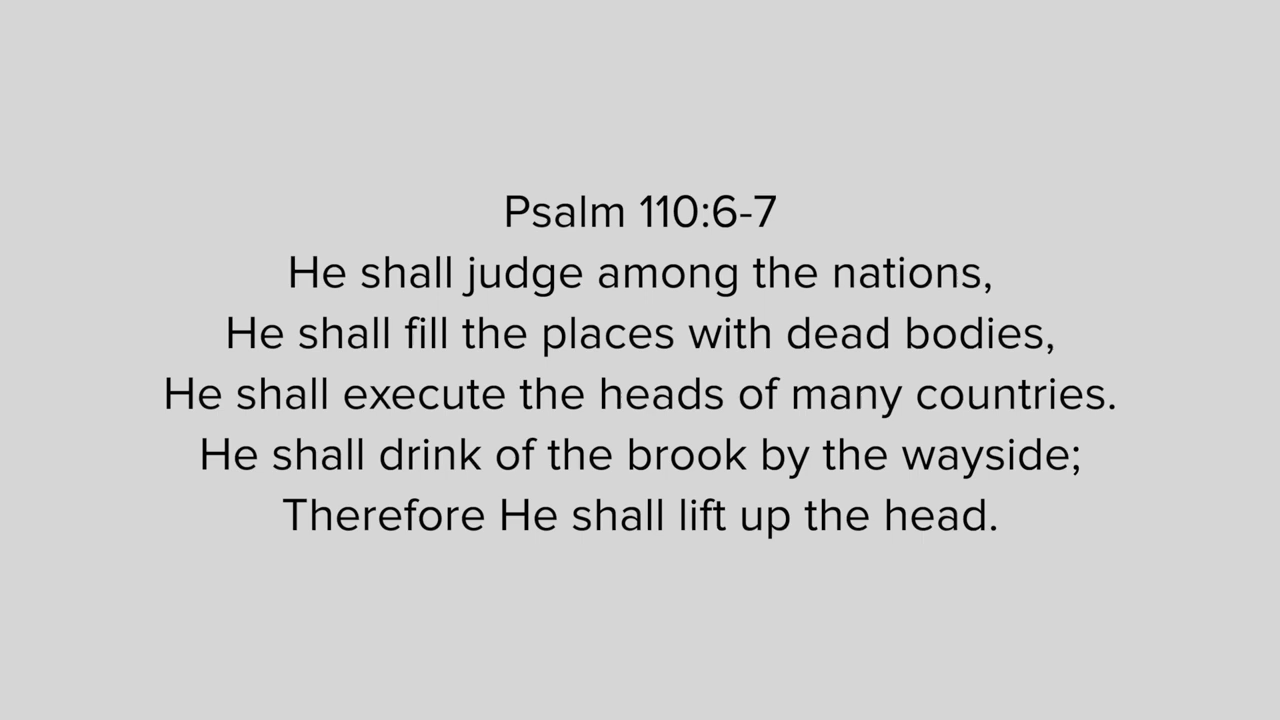 Psalm 110:6-7
He shall judge among the nations,
He shall fill the places with dead bodies,
He shall execute the heads of many countries.
He shall drink of the brook by the wayside;
Therefore He shall lift up the head.